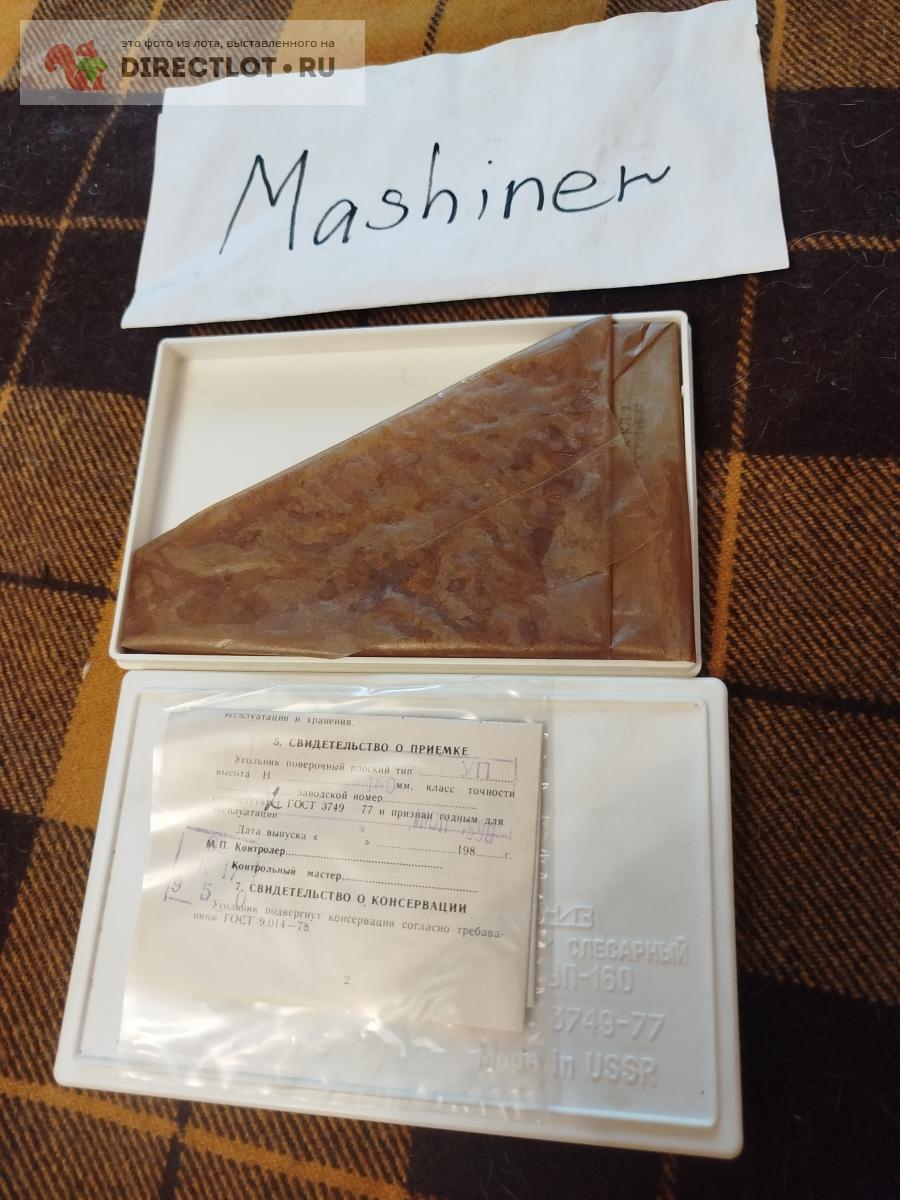 это фото из лота, выставленного на
DIRECTLOT.RU
Mashiner
эксплуатации и хранения.
5. СВИДЕТЕЛЬСТВО О ПРИЕМКЕ
Угольник поверочный плоский тип УП
высота Н 160 мм, класс точности
2 заводской номер
соответствует ГОСТ 3749-77 и признан годным для
эксплуатации
Дата выпуска « » 198 г.
М.П. Контролер
Контрольный мастер
7. СВИДЕТЕЛЬСТВО О КОНСЕРВАЦИИ
Угольник подвергнут консервации согласно требова-
ниям ГОСТ 9.014—78
2
СЛЕСАРНЫЙ
УП-160
3749-77
Made in USSR